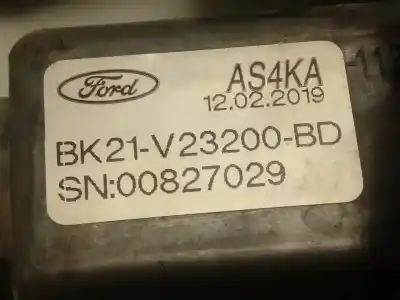 Ford
AS4KA
12.02.2019
BK21-V23200-BD
SN:00827029